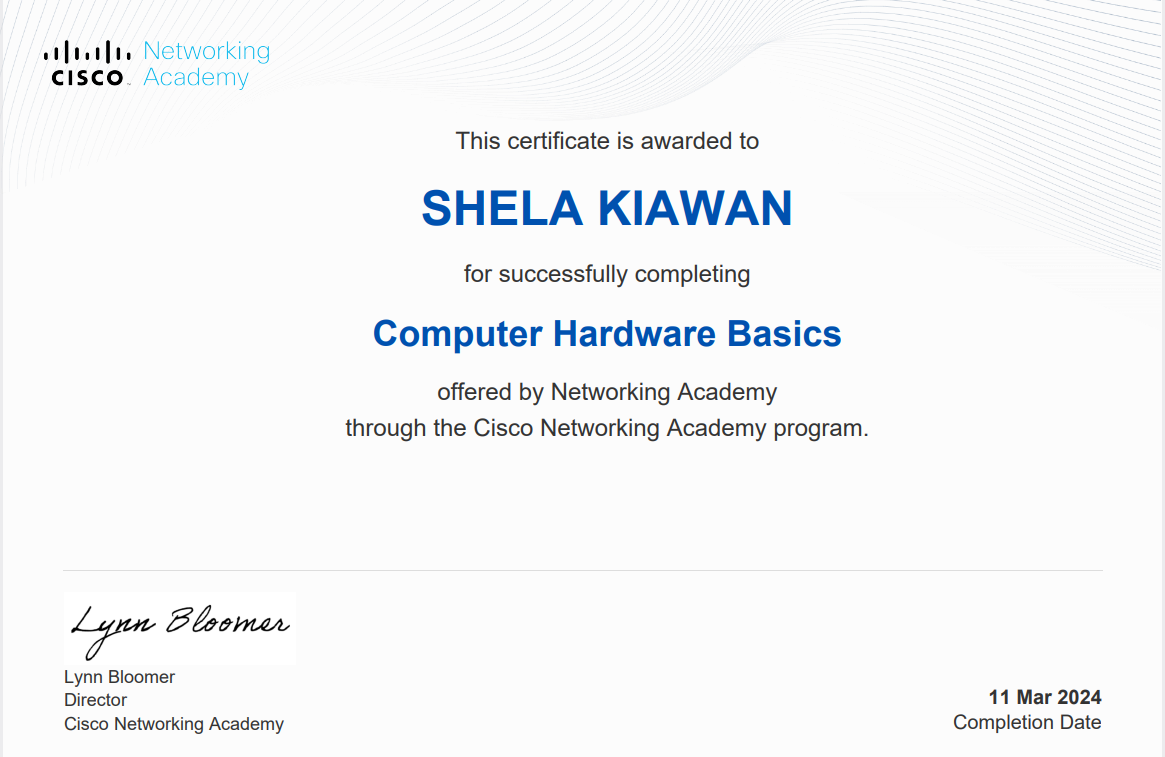 Networking
CISCO Academy
This certificate is awarded to
SHELA KIAWAN
for successfully completing
Computer Hardware Basics
offered by Networking Academy
through the Cisco Networking Academy program.
Lynn Bloomer
Lynn Bloomer
Director
Cisco Networking Academy
11 Mar 2024
Completion Date